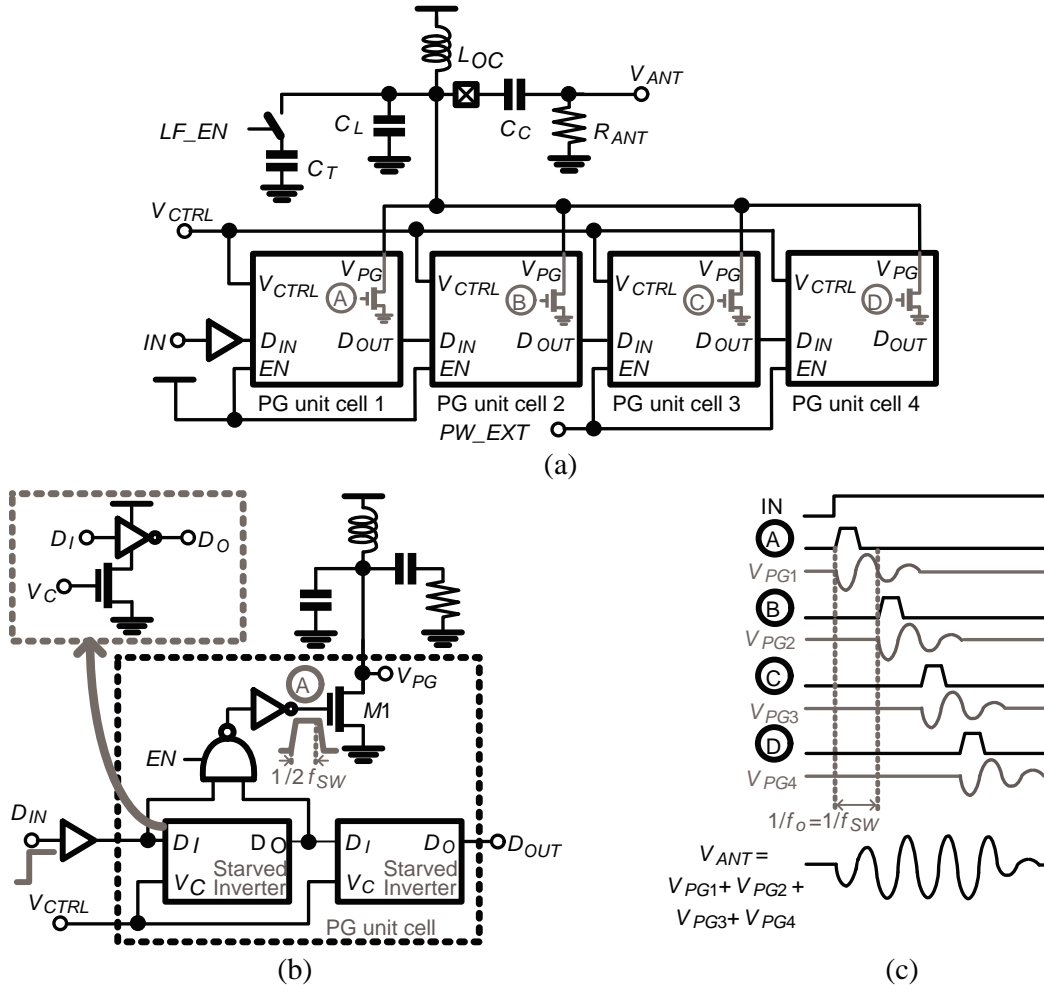 L_OC
V_ANT
C_L
C_C
R_ANT
LF_EN
C_T
V_CTRL
V_PG V_PG V_PG V_PG
V_CTRL V_CTRL V_CTRL V_CTRL
A B C D
IN D_IN D_OUT D_IN D_OUT D_IN D_OUT D_IN D_OUT
EN EN EN EN
PG unit cell 1 PG unit cell 2 PG unit cell 3 PG unit cell 4
PW_EXT
(a)
D_I D_O
V_C
A
V_PG
M1
EN
1/2 f_SW
D_IN
D_I D_O D_I D_O D_OUT
Starved Starved
V_C Inverter V_C Inverter
V_CTRL
PG unit cell
(b)
IN
A
V_PG1
B
V_PG2
C
V_PG3
D
V_PG4
1/f_o=1/f_SW
V_ANT =
V_PG1+ V_PG2 +
V_PG3+ V_PG4
(c)